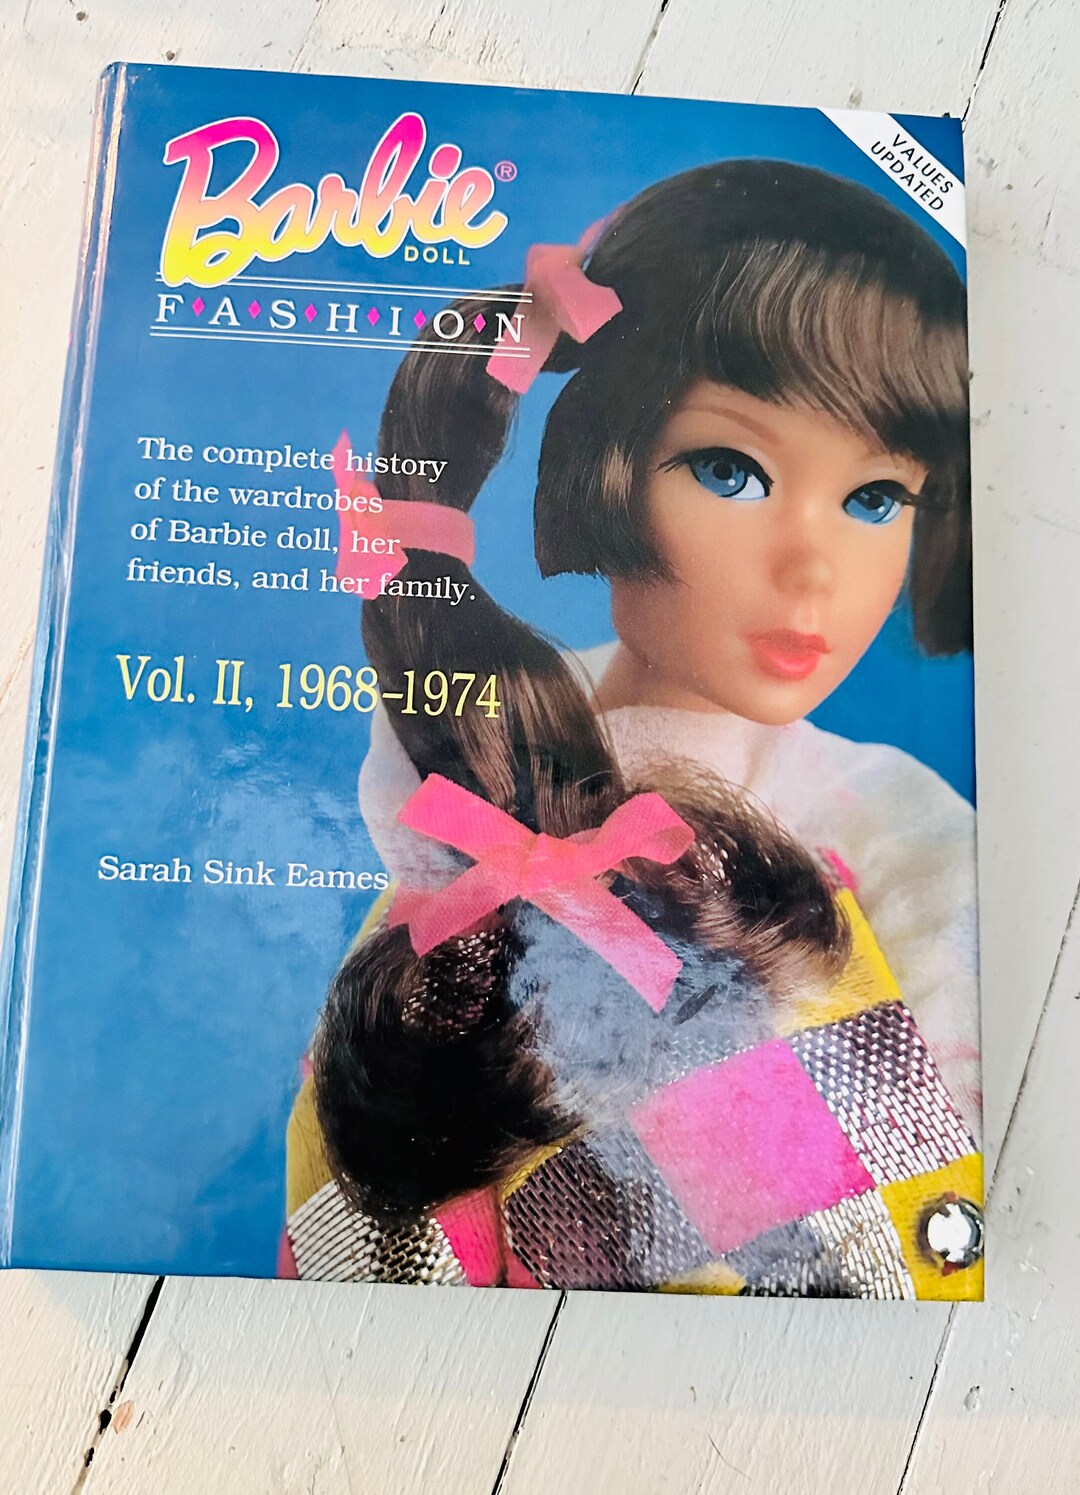 VALUES
UPDATED
Barbie®
DOLL
F♦A♦S♦H♦I♦O♦N
The complete history
of the wardrobes
of Barbie doll, her
friends, and her family.
Vol. II, 1968-1974
Sarah Sink Eames